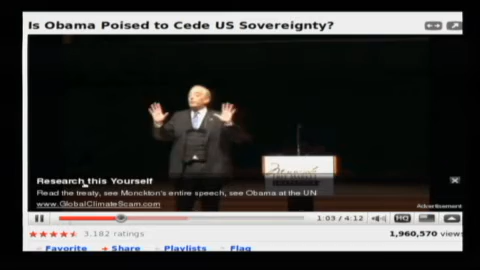 Is Obama Poised to Cede US Sovereignty?
Research this Yourself
Read the treaty, see Monckton's entire speech, see Obama at the UN
www.GlobalClimateScam.com
Advertisement
1:03 / 4:12
HQ
3,182 ratings
1,960,570 views
Favorite
Share
Playlists
Flag